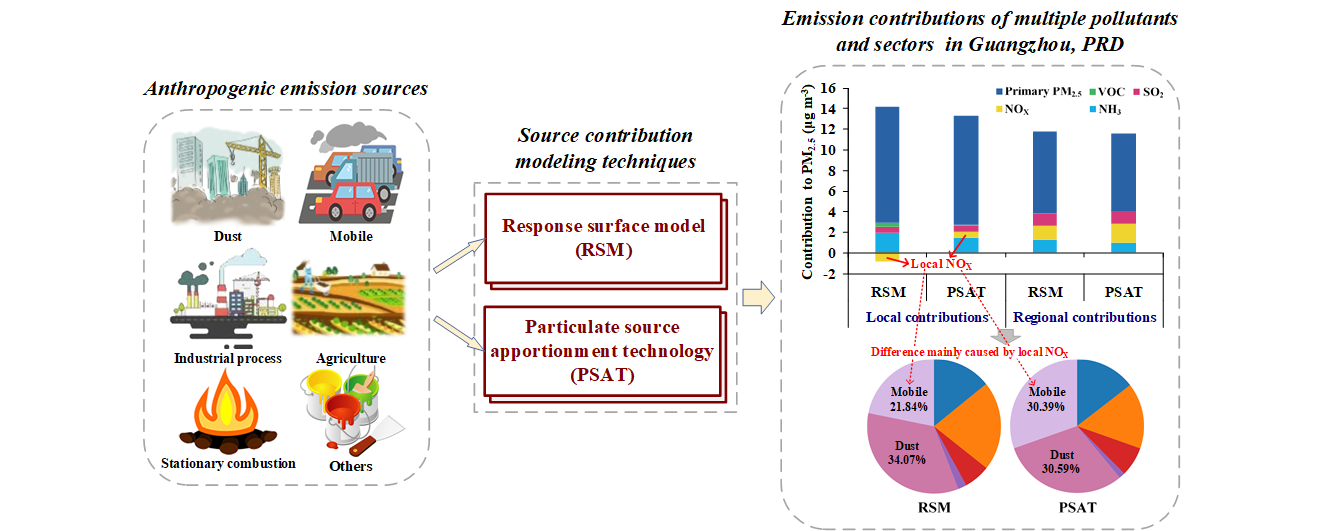 Anthropogenic emission sources
Dust
Mobile
Industrial process
Agriculture
Stationary combustion
Others
Source contribution
modeling techniques
Response surface model
(RSM)
Particulate source
apportionment technology
(PSAT)
Emission contributions of multiple pollutants
and sectors in Guangzhou, PRD
Contribution to PM2.5 (μg m-3)
16
14
12
10
8
6
4
2
0
-2
Primary PM2.5
VOC
SO2
NOX
NH3
Local NOX
RSM
PSAT
RSM
PSAT
Local contributions
Regional contributions
Difference mainly caused by local NOX
Mobile
21.84%
Dust
34.07%
RSM
Mobile
30.39%
Dust
30.59%
PSAT